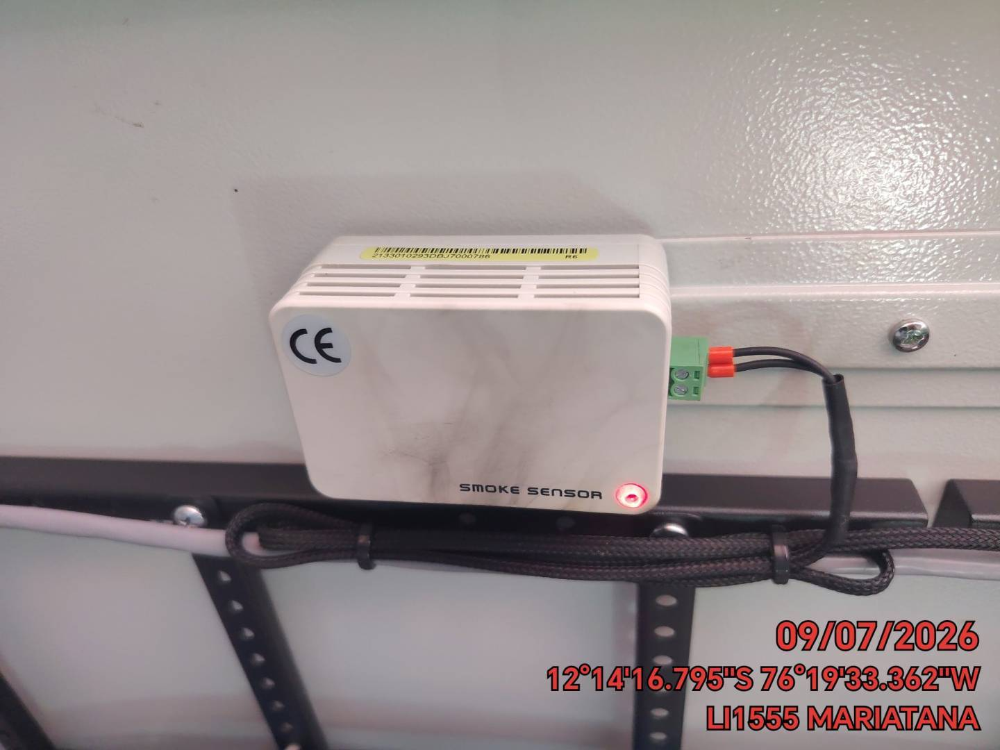 2133010293DBJ7000786 R6
CE
SMOKE SENSOR
09/07/2026
12°14'16.795"S 76°19'33.362"W
LI1555 MARIATANA